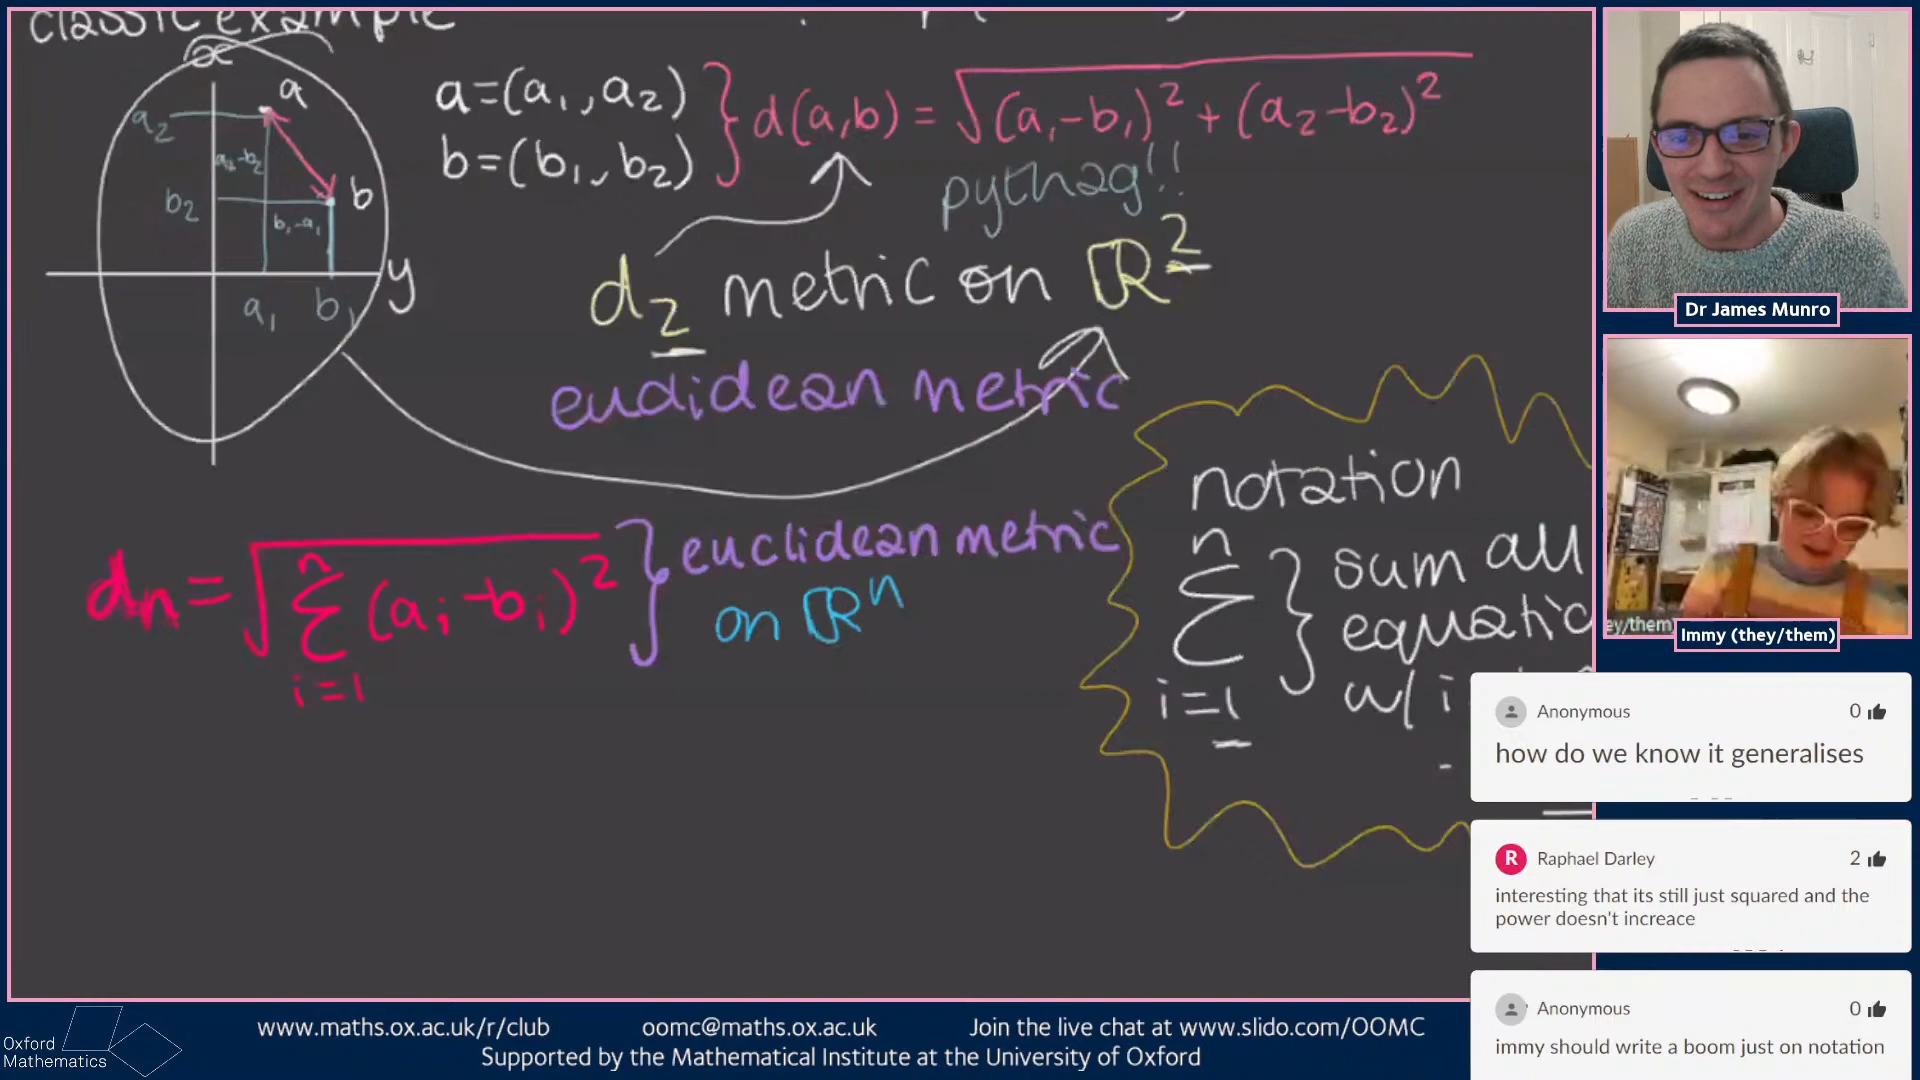 classic example
x
a
a2
a2-b2
b
b2
b1-a1
y
a1
b1
a=(a1,a2)
b=(b1,b2)
d(a,b) = √(a1-b1)² + (a2-b2)²
pythag!!
d2 metric on ℝ²
euclidean metric
dn = √ n Σ i=1 (ai-bi)²
euclidean metric
on ℝⁿ
notation
n
Σ
i=1
sum all
w/ i
Dr James Munro
ey/them)
Immy (they/them)
Anonymous
0
how do we know it generalises
R
Raphael Darley
2
interesting that its still just squared and the
power doesn't increace
Anonymous
0
immy should write a boom just on notation
Oxford
Mathematics
www.maths.ox.ac.uk/r/club oomc@maths.ox.ac.uk Join the live chat at www.slido.com/OOMC
Supported by the Mathematical Institute at the University of Oxford